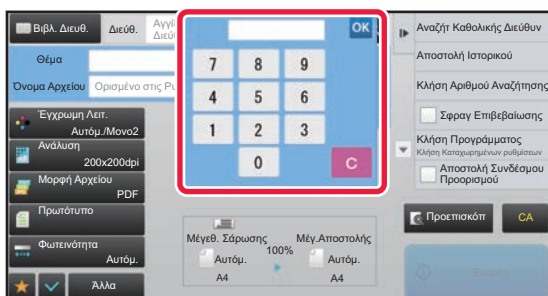 Βιβλ. Διευθ.
Διεύθ.
OK
Θέμα
Όνομα Αρχείου
Ορισμένο στις
7 8 9
4 5 6
1 2 3
0 C
Έγχρωμη Λειτ.
Αυτόμ./Μονο2
Ανάλυση
200x200dpi
Μορφή Αρχείου
PDF
Πρωτότυπο
Φωτεινότητα
Αυτόμ.
Άλλα
Μέγεθ. Σάρωσης
100%
Μέγ.Αποστολής
Αυτόμ.
Αυτόμ.
A4
A4
Αναζήτ Καθολικής Διεύθυν
Αποστολή Ιστορικού
Κλήση Αριθμού Αναζήτησης
Σφραγ Επιβεβαίωσης
Κλήση Προγράμματος
Κλήση Καταχωρημένων ρυθμίσεων
Αποστολή Συνδέσμου
Προορισμού
Προεπισκόπ
CA
Έναρξη